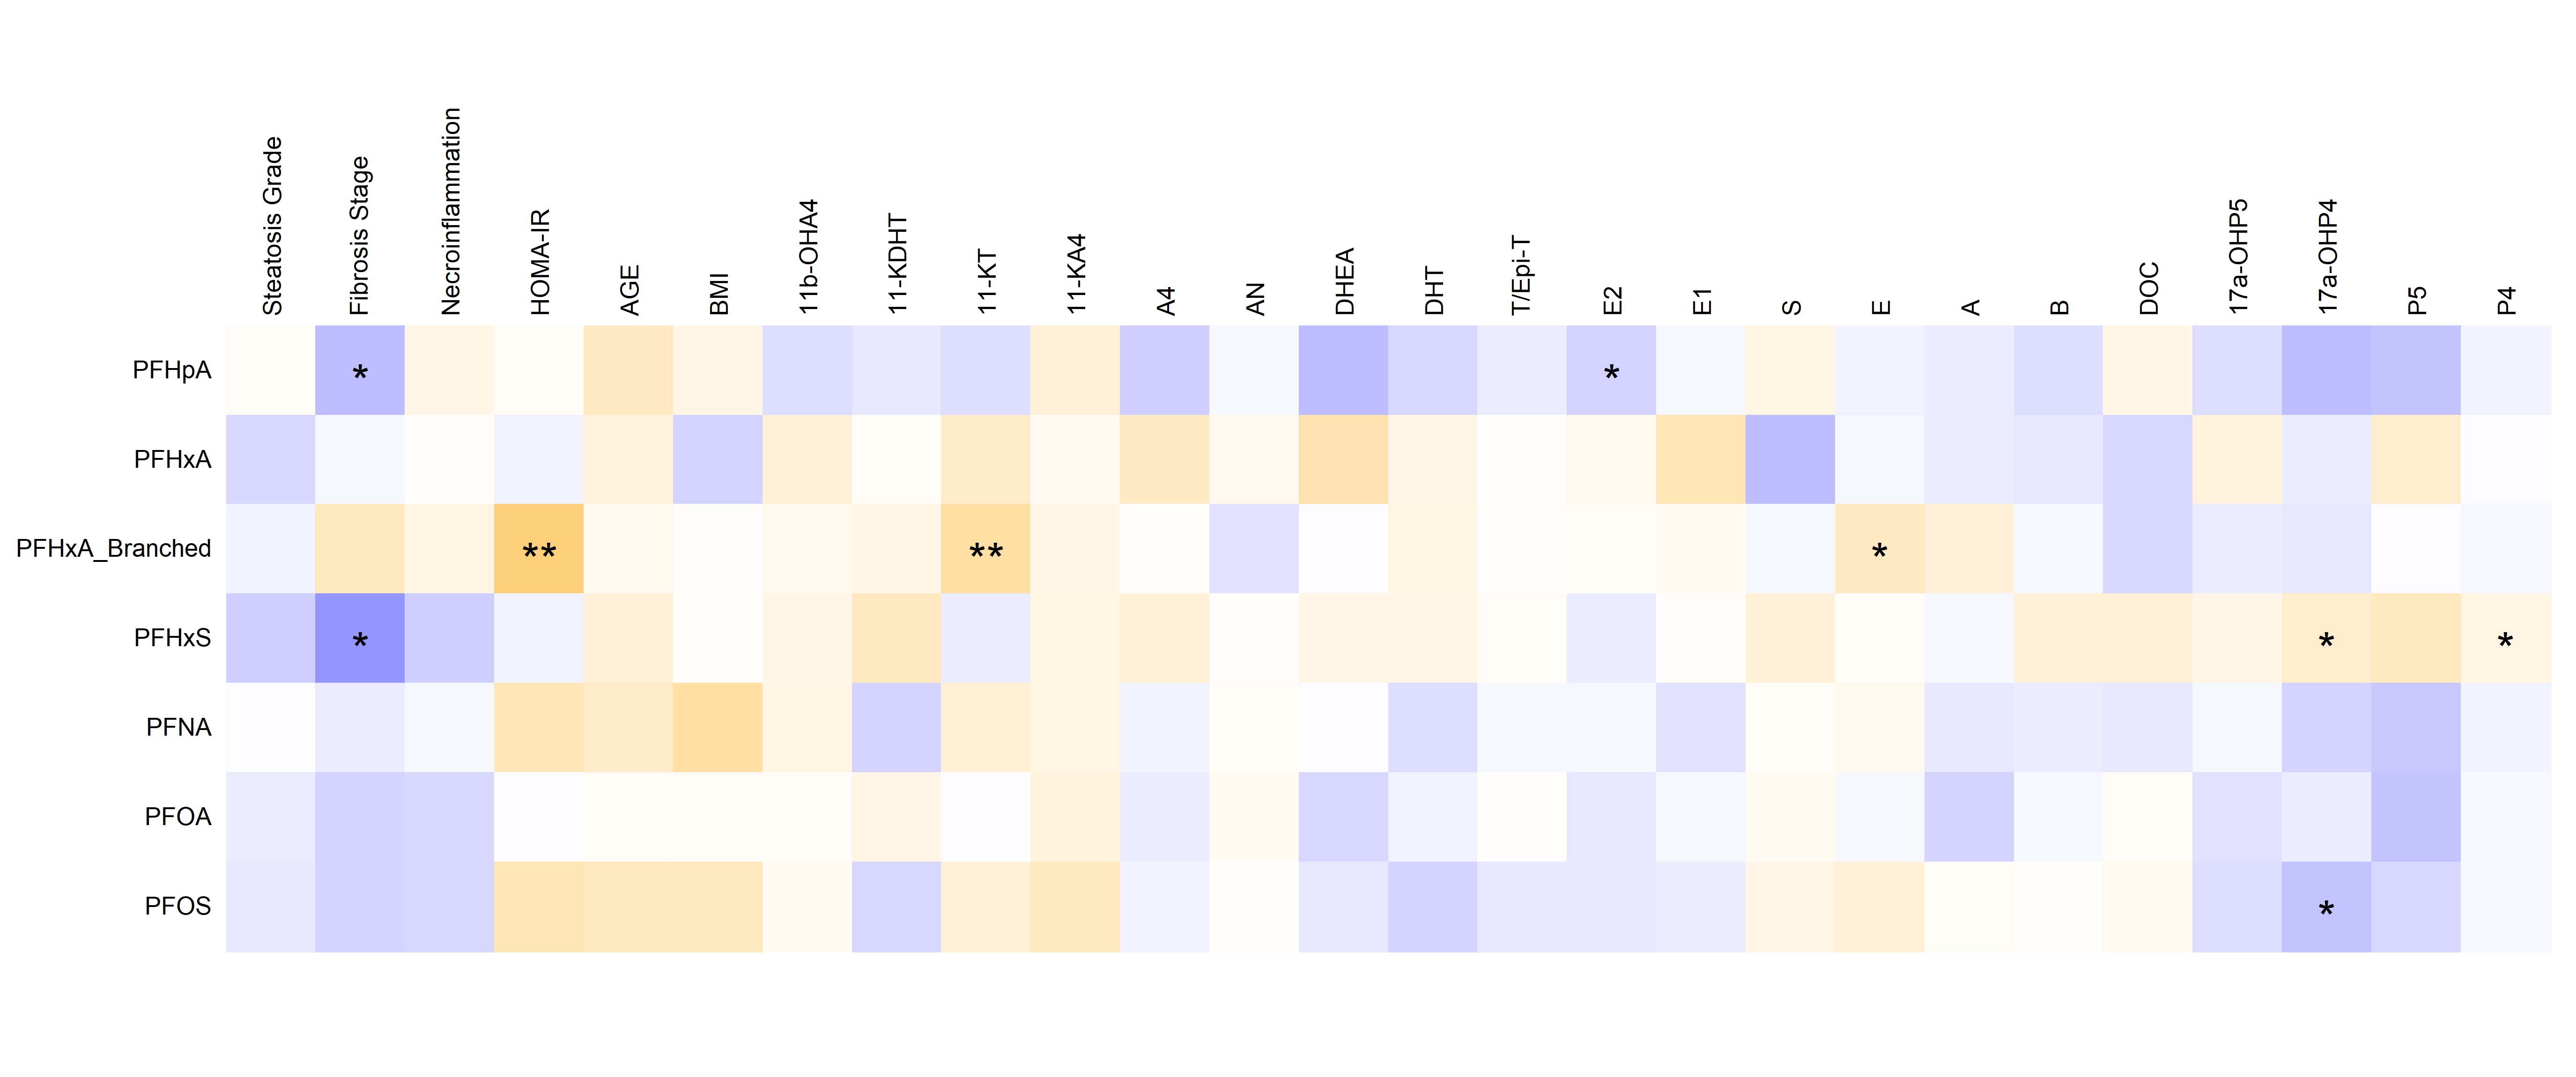 Steatosis Grade
Fibrosis Stage
Necroinflammation
HOMA-IR
AGE
BMI
11b-OHA4
11-KDHT
11-KT
11-KA4
A4
AN
DHEA
DHT
T/Epi-T
E2
E1
S
E
A
B
DOC
17a-OHP5
17a-OHP4
P5
P4
PFHpA * *
PFHxA
PFHxA_Branched ** ** *
PFHxS * * *
PFNA
PFOA
PFOS *